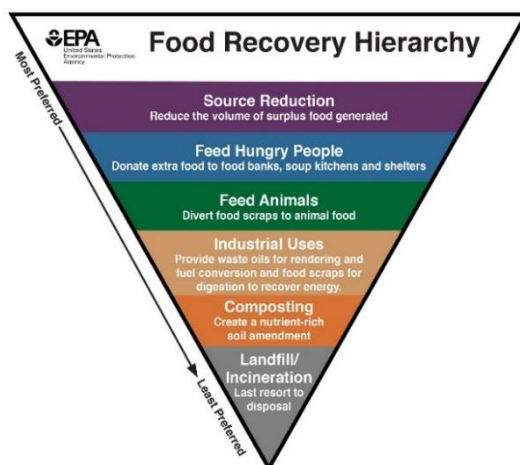 EPA
United States
Environmental Protection
Agency
Food Recovery Hierarchy
Most Preferred
Source Reduction
Reduce the volume of surplus food generated
Feed Hungry People
Donate extra food to food banks, soup kitchens and shelters
Feed Animals
Divert food scraps to animal food
Industrial Uses
Provide waste oils for rendering and
fuel conversion and food scraps for
digestion to recover energy.
Composting
Create a nutrient-rich
soil amendment
Landfill/
Incineration
Last resort to
disposal
Least Preferred